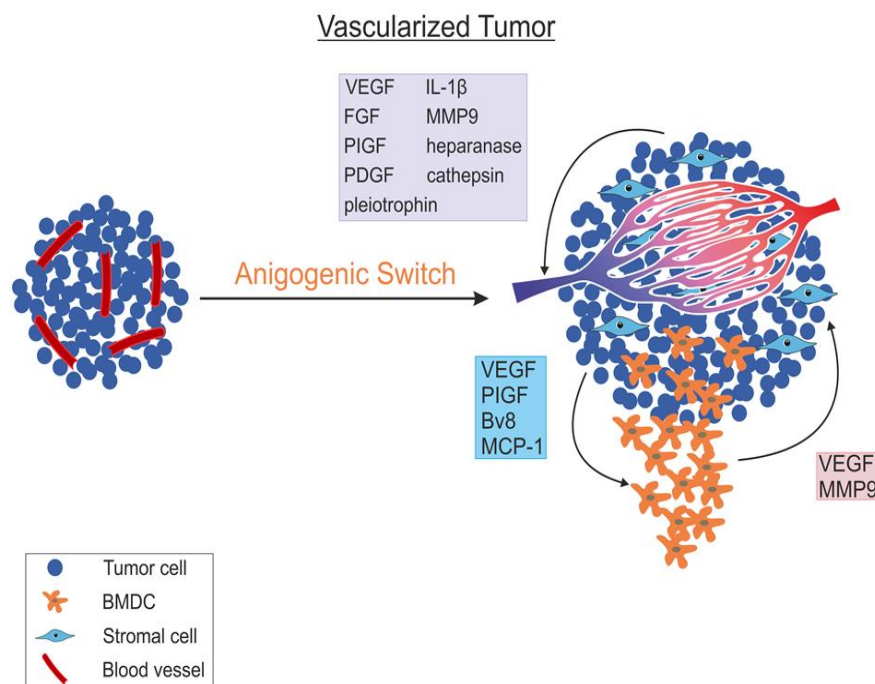 Vascularized Tumor
VEGF IL-1β
FGF MMP9
PIGF heparanase
PDGF cathepsin
pleiotrophin
Anigogenic Switch
VEGF
PIGF
Bv8
MCP-1
VEGF
MMP9
Tumor cell
BMDC
Stromal cell
Blood vessel